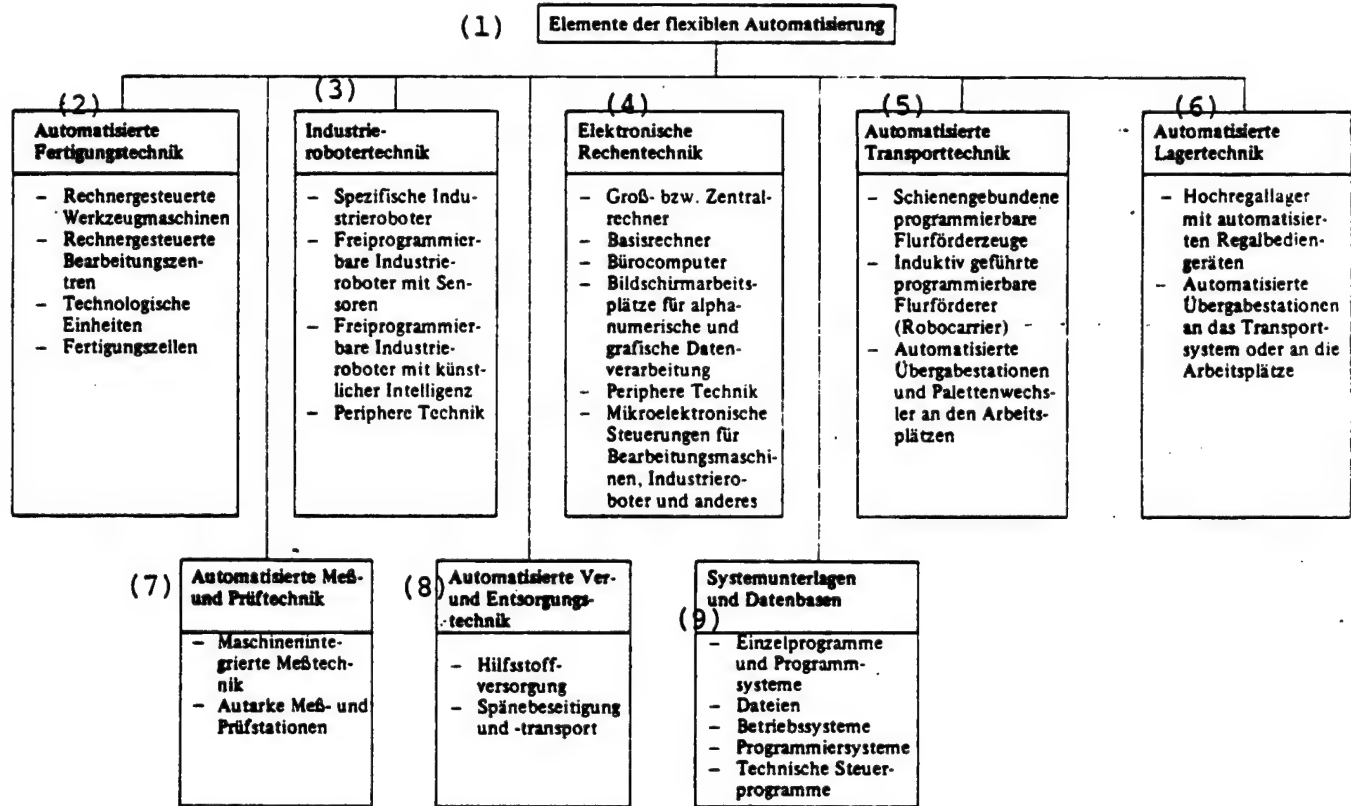 (1) Elemente der flexiblen Automatisierung
(2)
Automatisierte
Fertigungstechnik
– Rechnergesteuerte
Werkzeugmaschinen
– Rechnergesteuerte
Bearbeitungszen-
tren
– Technologische
Einheiten
– Fertigungszellen
(3)
Industrie-
robotertechnik
– Spezifische Indu-
strieroboter
– Freiprogrammier-
bare Industrie-
roboter mit Sen-
soren
– Freiprogrammier-
bare Industrie-
roboter mit künst-
licher Intelligenz
– Periphere Technik
(4)
Elektronische
Rechentechnik
– Groß- bzw. Zentral-
rechner
– Basisrechner
– Bürocomputer
– Bildschirmarbeits-
plätze für alpha-
numerische und
grafische Daten-
verarbeitung
– Periphere Technik
– Mikroelektronische
Steuerungen für
Bearbeitungsmaschi-
nen, Industriero-
boter und anderes
(5)
Automatisierte
Transporttechnik
– Schienengebundene
programmierbare
Flurförderzeuge
– Induktiv geführte
programmierbare
Flurförderer
(Robocarrier)
– Automatisierte
Übergabestationen
und Palettenwechs-
ler an den Arbeits-
plätzen
(6)
Automatisierte
Lagertechnik
– Hochregallager
mit automatisier-
ten Regalbedien-
geräten
– Automatisierte
Übergabestationen
an das Transport-
system oder an die
Arbeitsplätze
(7) Automatisierte Meß-
und Prüftechnik
– Maschineninte-
grierte Meßtech-
nik
– Autarke Meß- und
Prüfstationen
(8) Automatisierte Ver-
und Entsorgungs-
technik
– Hilfsstoff-
versorgung
– Spänebeseitigung
und -transport
Systemunterlagen
und Datenbasen
(9)
– Einzelprogramme
und Programm-
systeme
– Dateien
– Betriebssysteme
– Programmiersysteme
– Technische Steuer-
programme